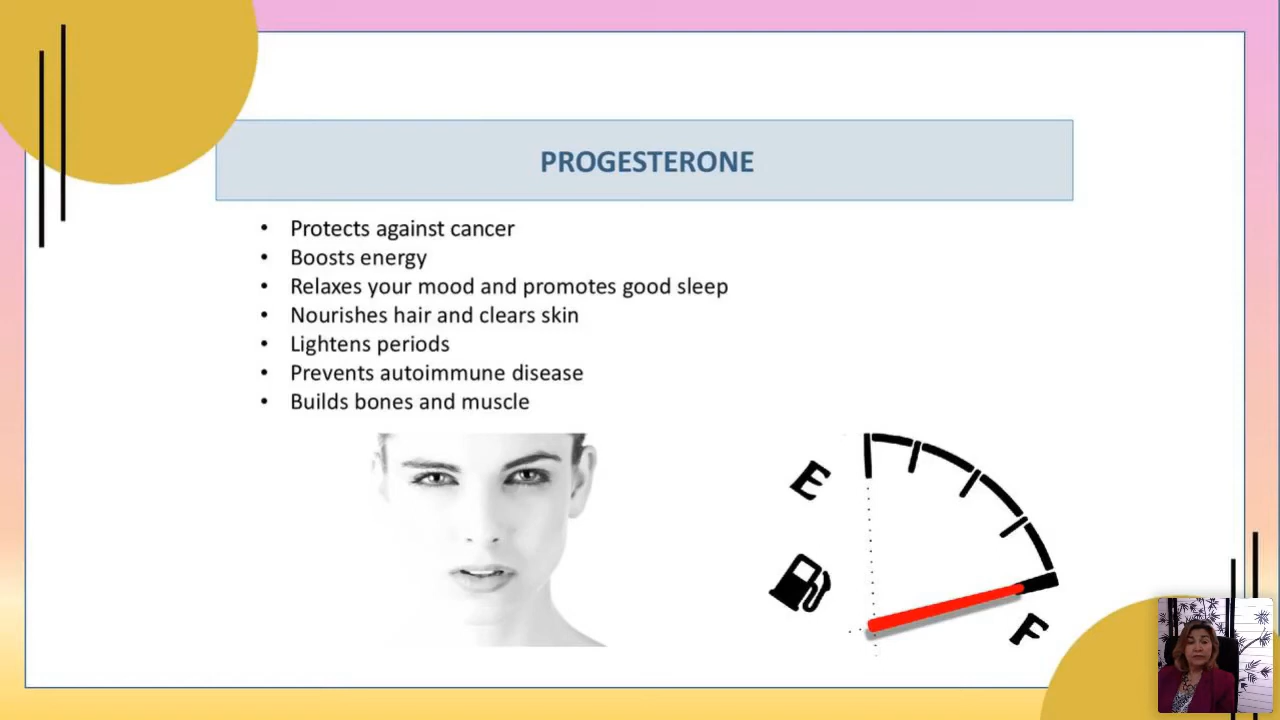 PROGESTERONE
• Protects against cancer
• Boosts energy
• Relaxes your mood and promotes good sleep
• Nourishes hair and clears skin
• Lightens periods
• Prevents autoimmune disease
• Builds bones and muscle
E
F